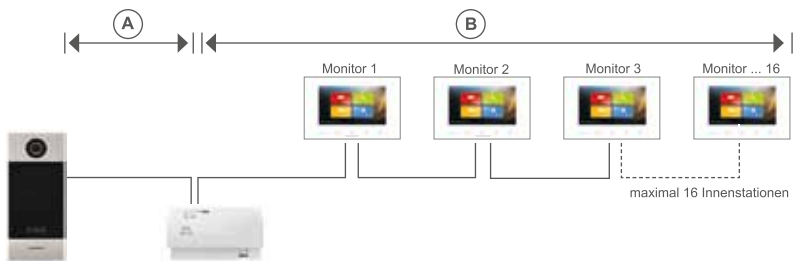 A
B
Monitor 1
Monitor 2
Monitor 3
Monitor ... 16
maximal 16 Innenstationen